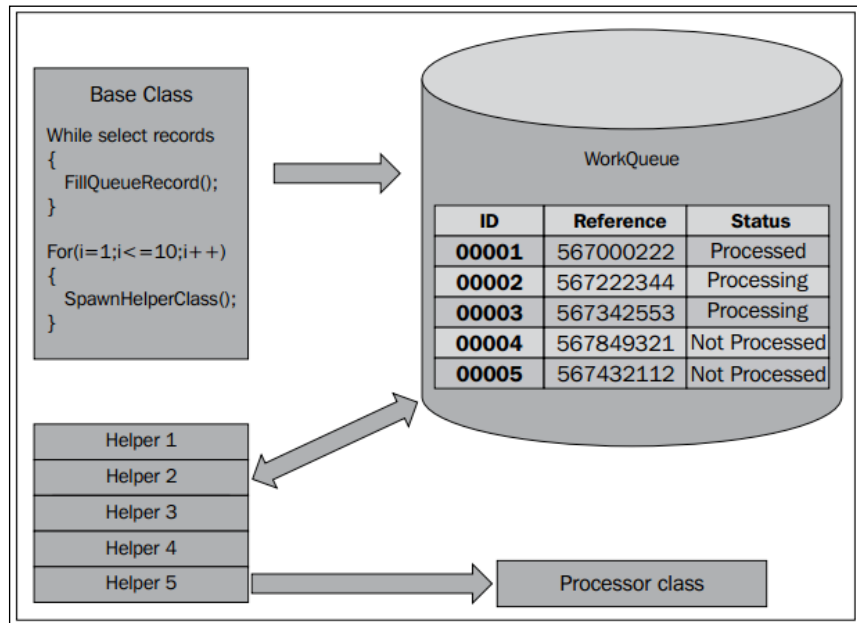 Base Class
While select records
{
FillQueueRecord();
}
For(i=1;i<=10;i++)
{
SpawnHelperClass();
}
WorkQueue
ID Reference Status
00001 567000222 Processed
00002 567222344 Processing
00003 567342553 Processing
00004 567849321 Not Processed
00005 567432112 Not Processed
Helper 1
Helper 2
Helper 3
Helper 4
Helper 5
Processor class